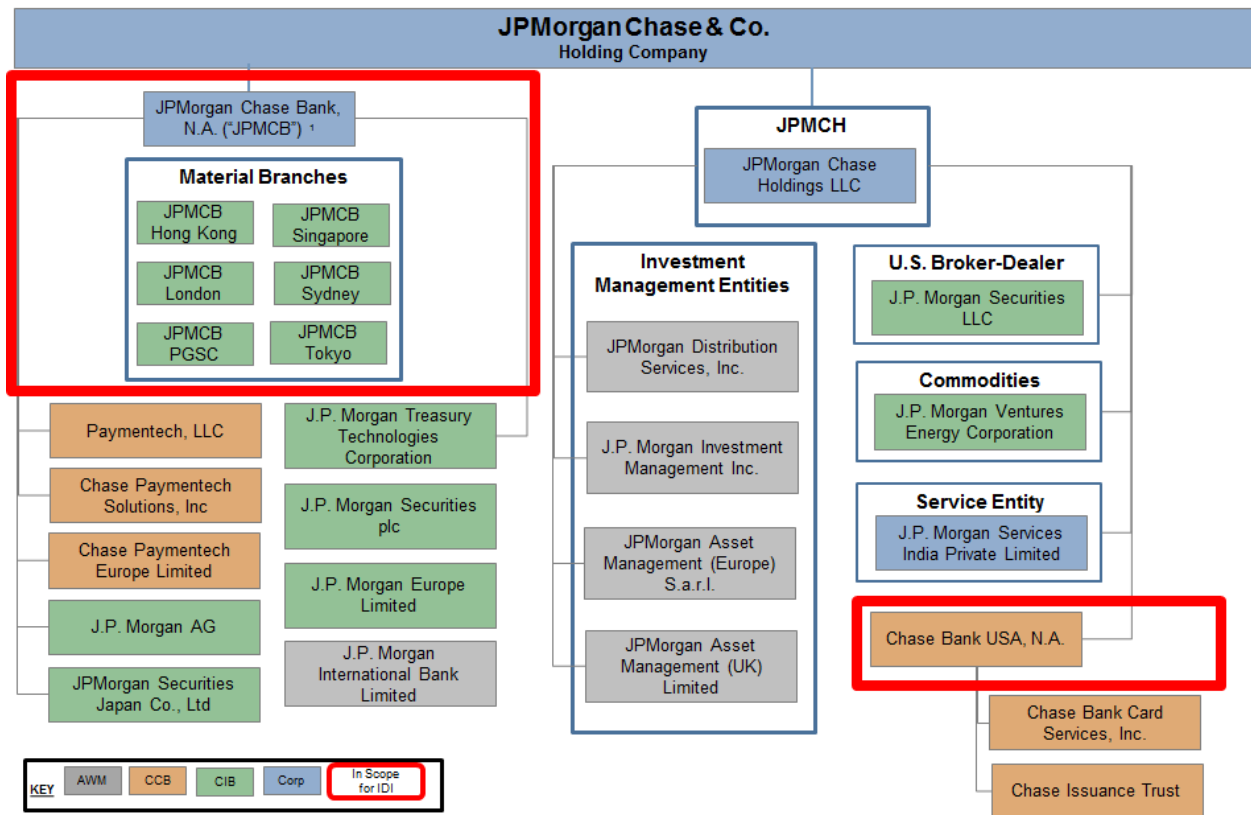 JPMorgan Chase & Co.
Holding Company
JPMorgan Chase Bank,
N.A. ("JPMCB") ¹
Material Branches
JPMCB
Hong Kong
JPMCB
Singapore
JPMCB
London
JPMCB
Sydney
JPMCB
PGSC
JPMCB
Tokyo
Paymentech, LLC
Chase Paymentech
Solutions, Inc
Chase Paymentech
Europe Limited
J.P. Morgan AG
JPMorgan Securities
Japan Co., Ltd
J.P. Morgan Treasury
Technologies
Corporation
J.P. Morgan Securities
plc
J.P. Morgan Europe
Limited
J.P. Morgan
International Bank
Limited
JPMCH
JPMorgan Chase
Holdings LLC
Investment
Management Entities
JPMorgan Distribution
Services, Inc.
J.P. Morgan Investment
Management Inc.
JPMorgan Asset
Management (Europe)
S.a.r.l.
JPMorgan Asset
Management (UK)
Limited
U.S. Broker-Dealer
J.P. Morgan Securities
LLC
Commodities
J.P. Morgan Ventures
Energy Corporation
Service Entity
J.P. Morgan Services
India Private Limited
Chase Bank USA, N.A.
Chase Bank Card
Services, Inc.
Chase Issuance Trust
KEY
AWM
CCB
CIB
Corp
In Scope
for IDI